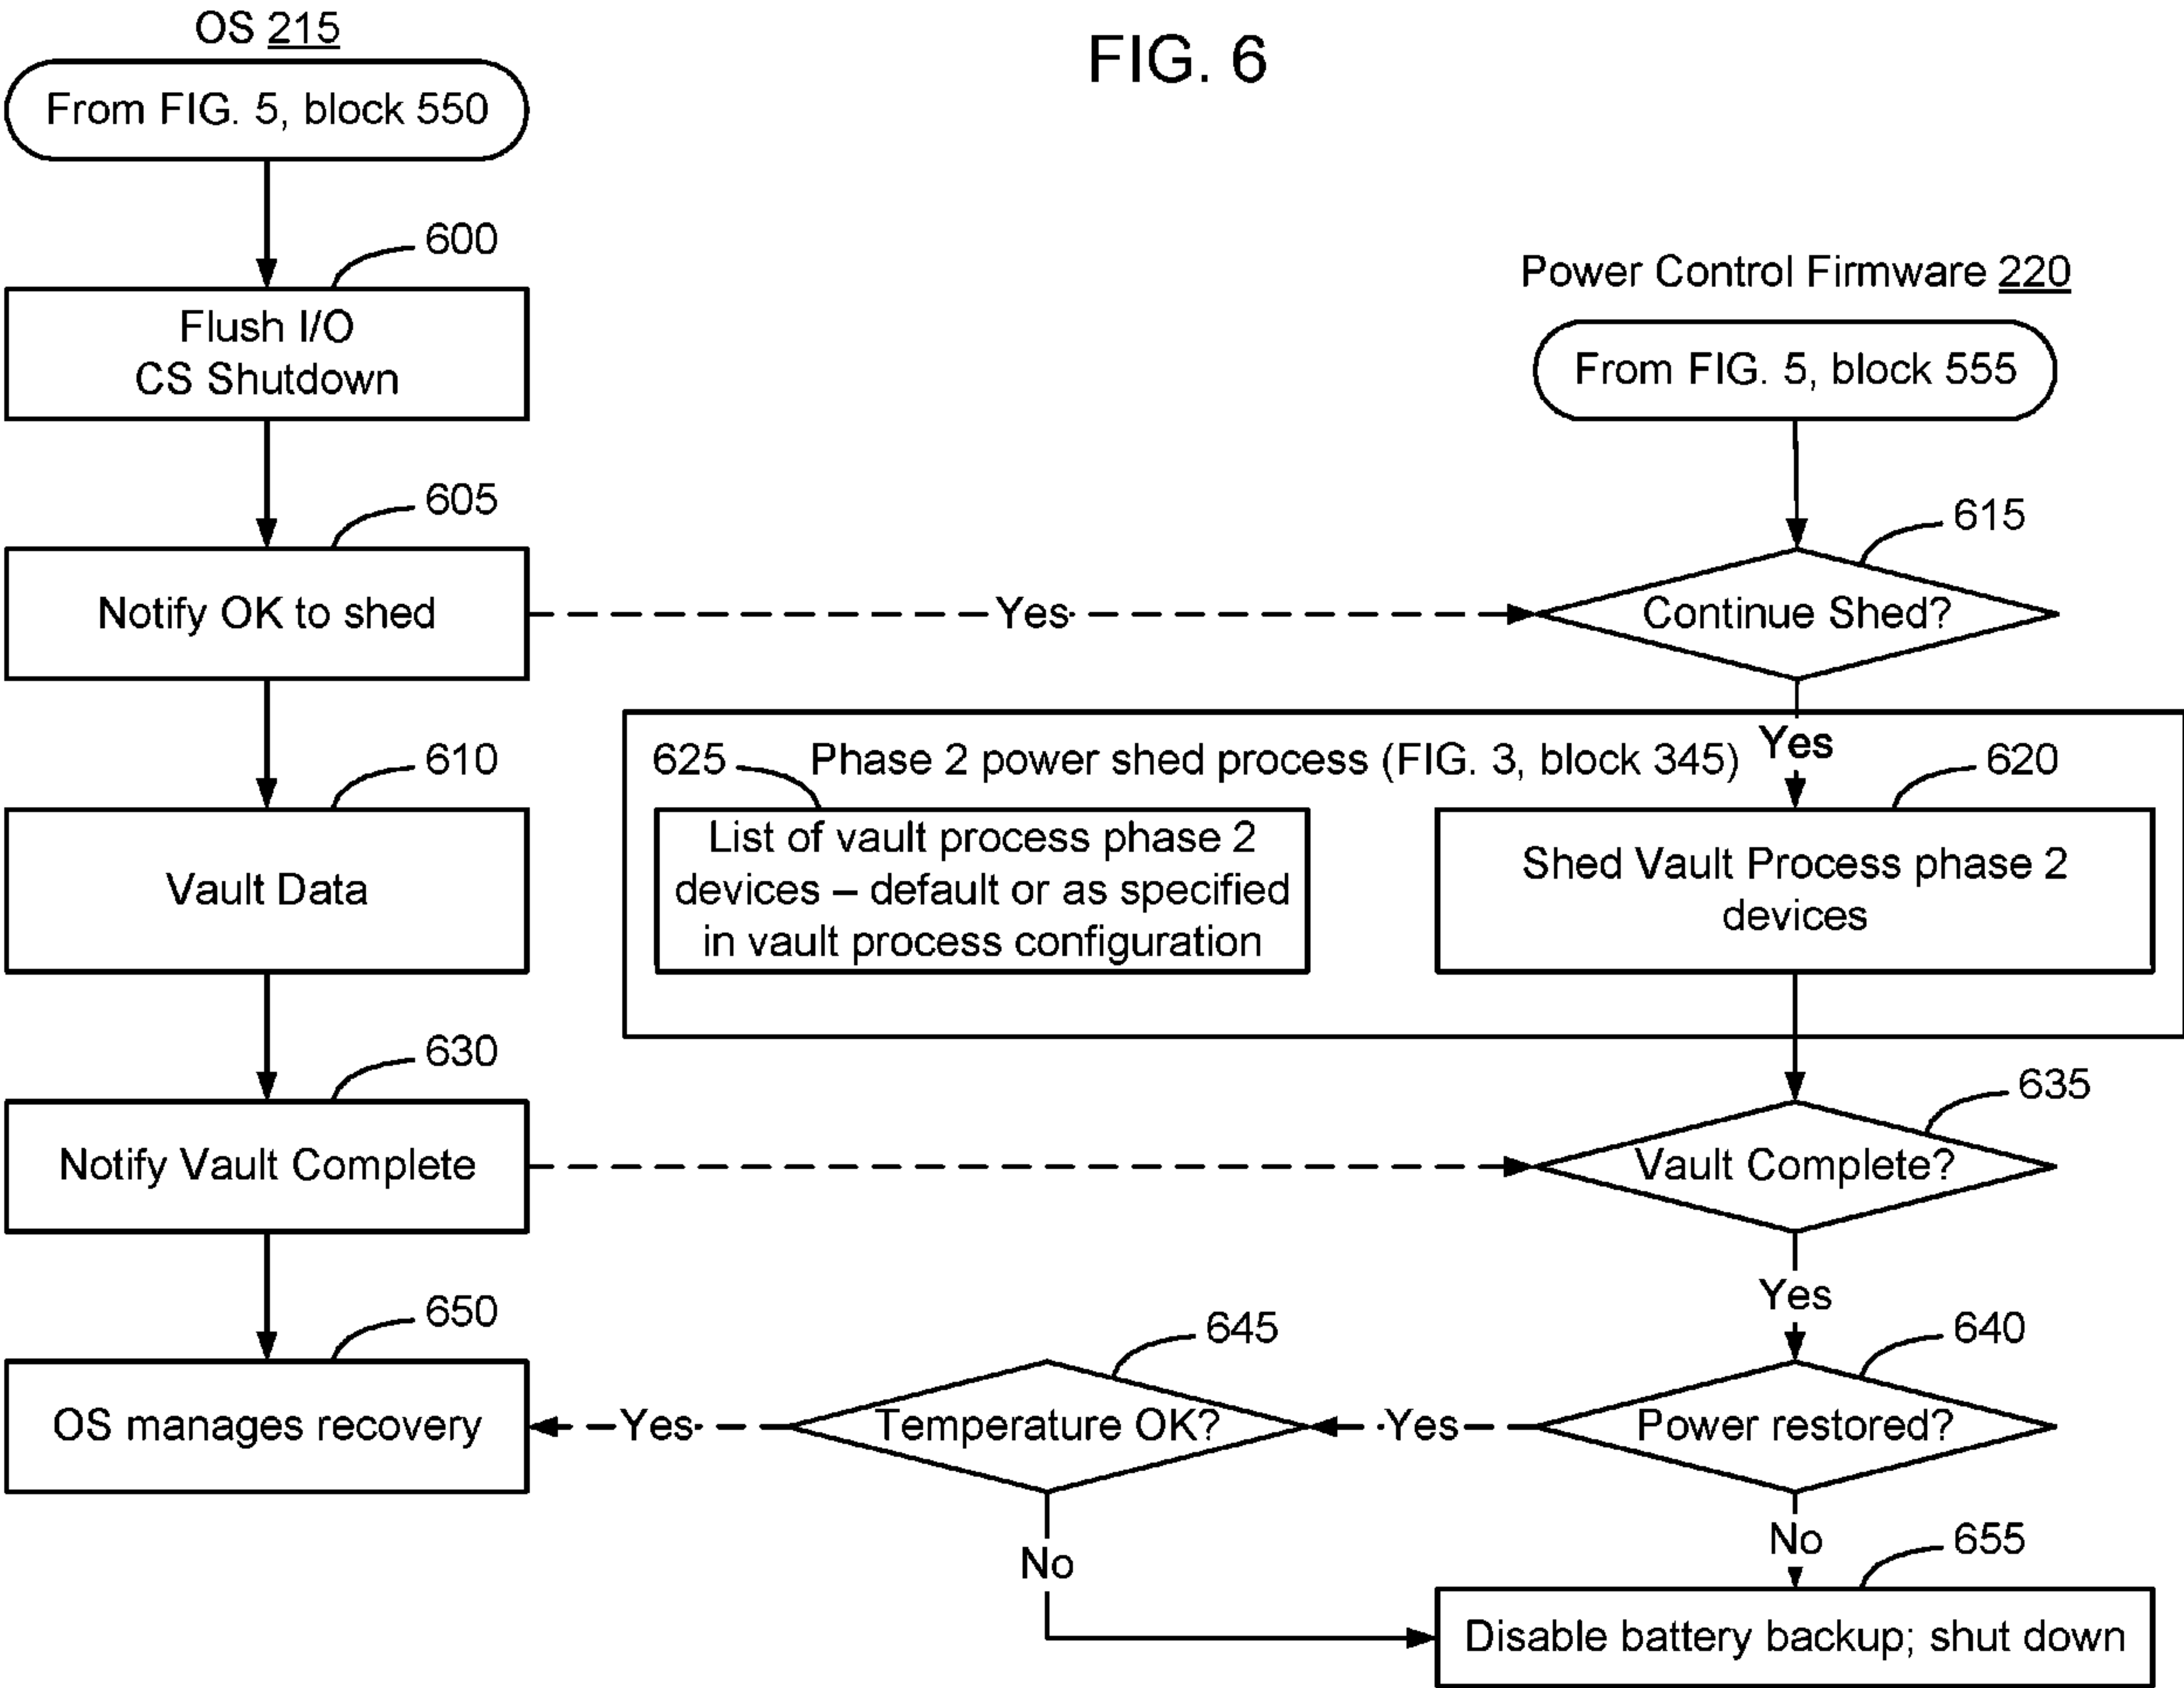 FIG. 6
OS 215
From FIG. 5, block 550
600
Flush I/O
CS Shutdown
605
Notify OK to shed
Yes
610
Vault Data
630
Notify Vault Complete
650
OS manages recovery
Power Control Firmware 220
From FIG. 5, block 555
615
Continue Shed?
Yes
Phase 2 power shed process (FIG. 3, block 345)
625
List of vault process phase 2
devices – default or as specified
in vault process configuration
620
Shed Vault Process phase 2
devices
635
Vault Complete?
Yes
640
Power restored?
Yes
645
Temperature OK?
Yes
No
No
655
Disable battery backup; shut down